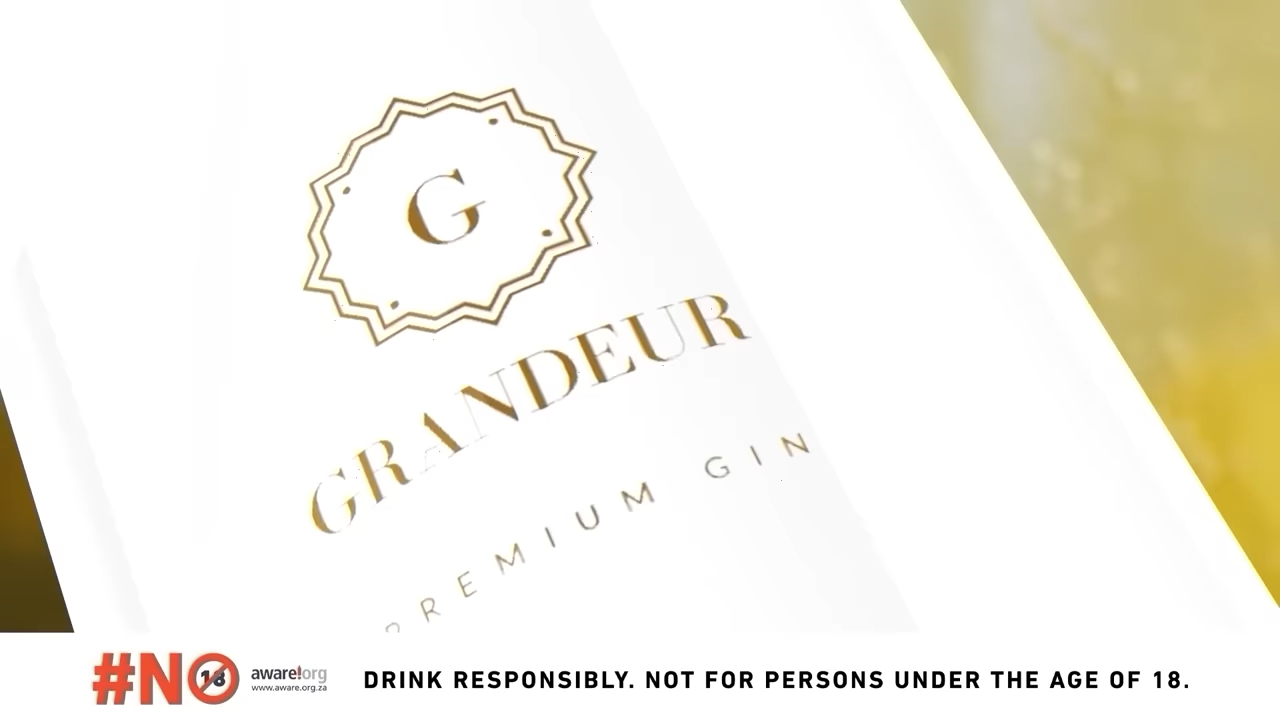 G
GRANDEUR
PREMIUM GIN
#NO
18
aware!org
www.aware.org.za
DRINK RESPONSIBLY. NOT FOR PERSONS UNDER THE AGE OF 18.